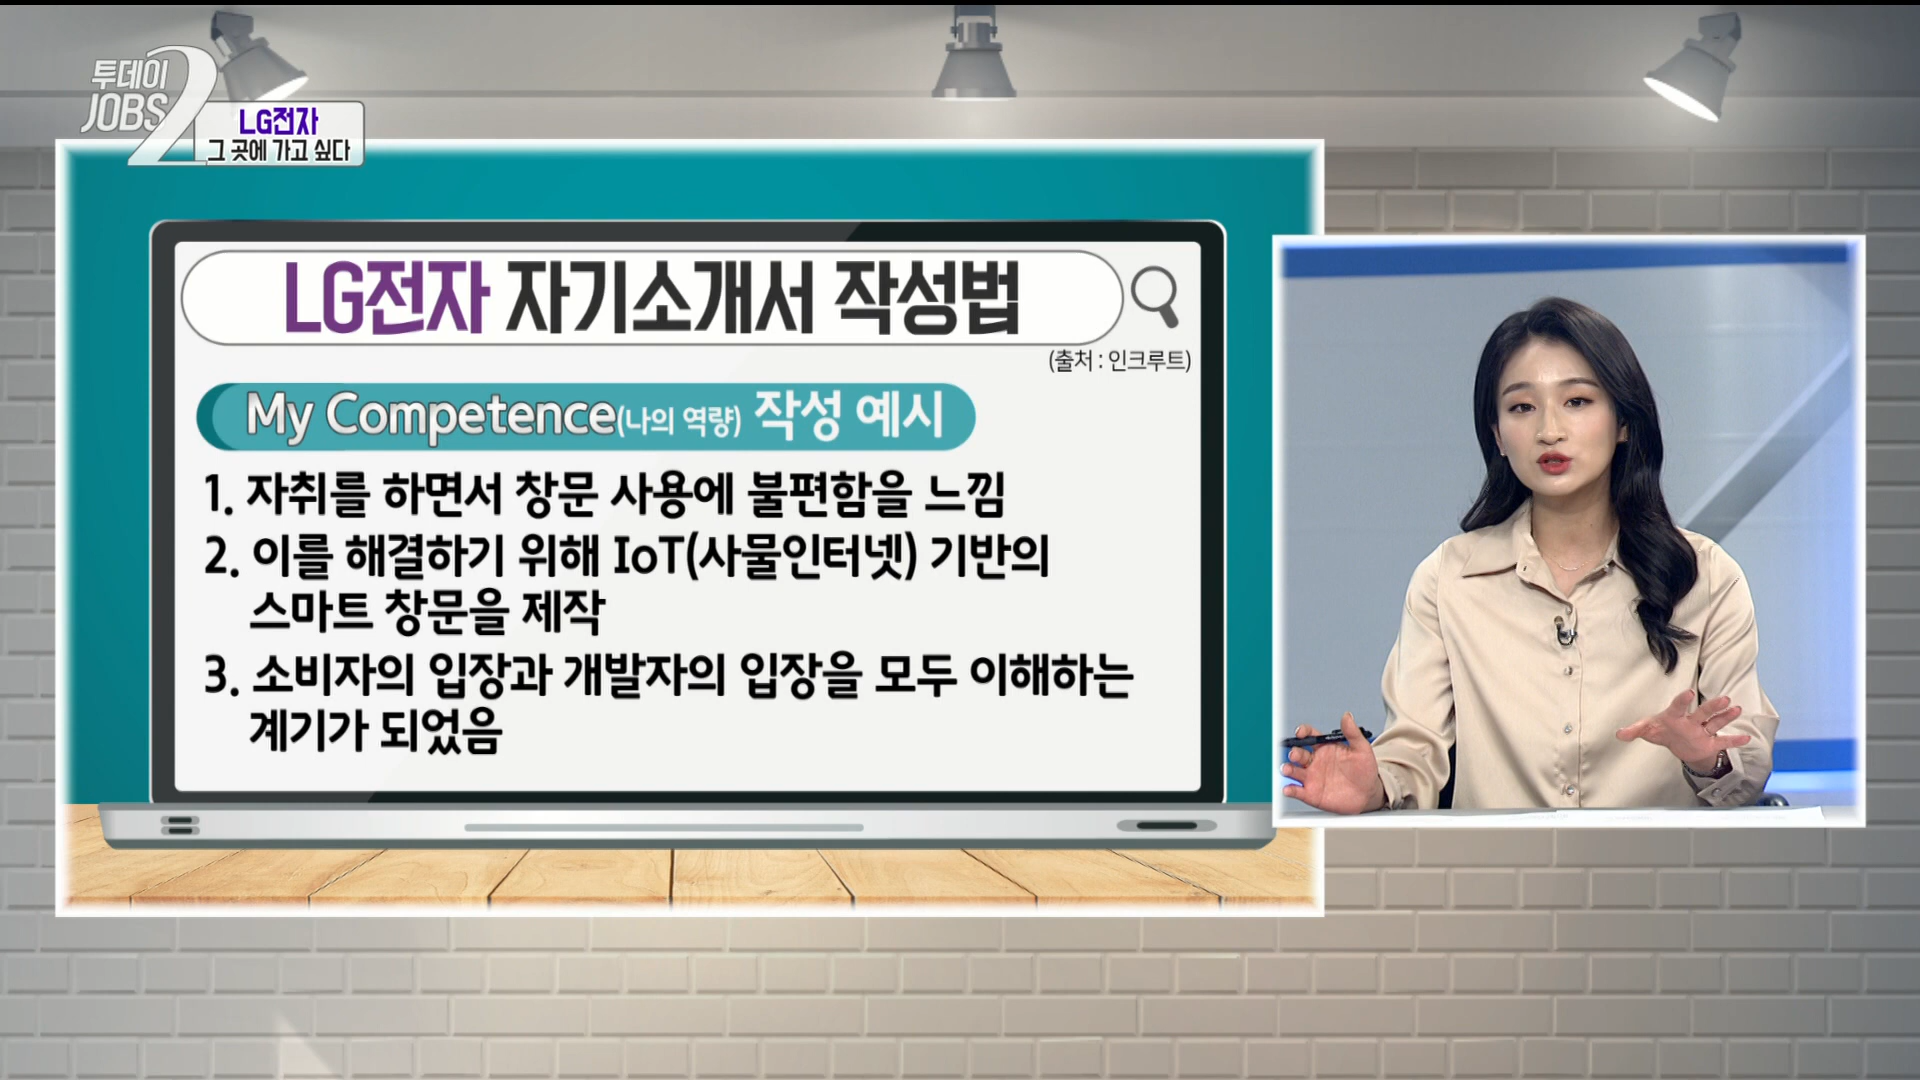 투데이
JOBS 2
LG전자
그 곳에 가고 싶다
LG전자 자기소개서 작성법
(출처 : 인크루트)
My Competence(나의 역량) 작성 예시
1. 자취를 하면서 창문 사용에 불편함을 느낌
2. 이를 해결하기 위해 IoT(사물인터넷) 기반의
스마트 창문을 제작
3. 소비자의 입장과 개발자의 입장을 모두 이해하는
계기가 되었음